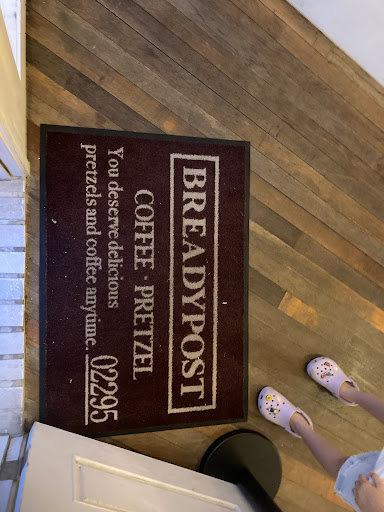 BREADYPOST
COFFEE · PRETZEL
You deserve delicious
pretzels and coffee anytime. 02295